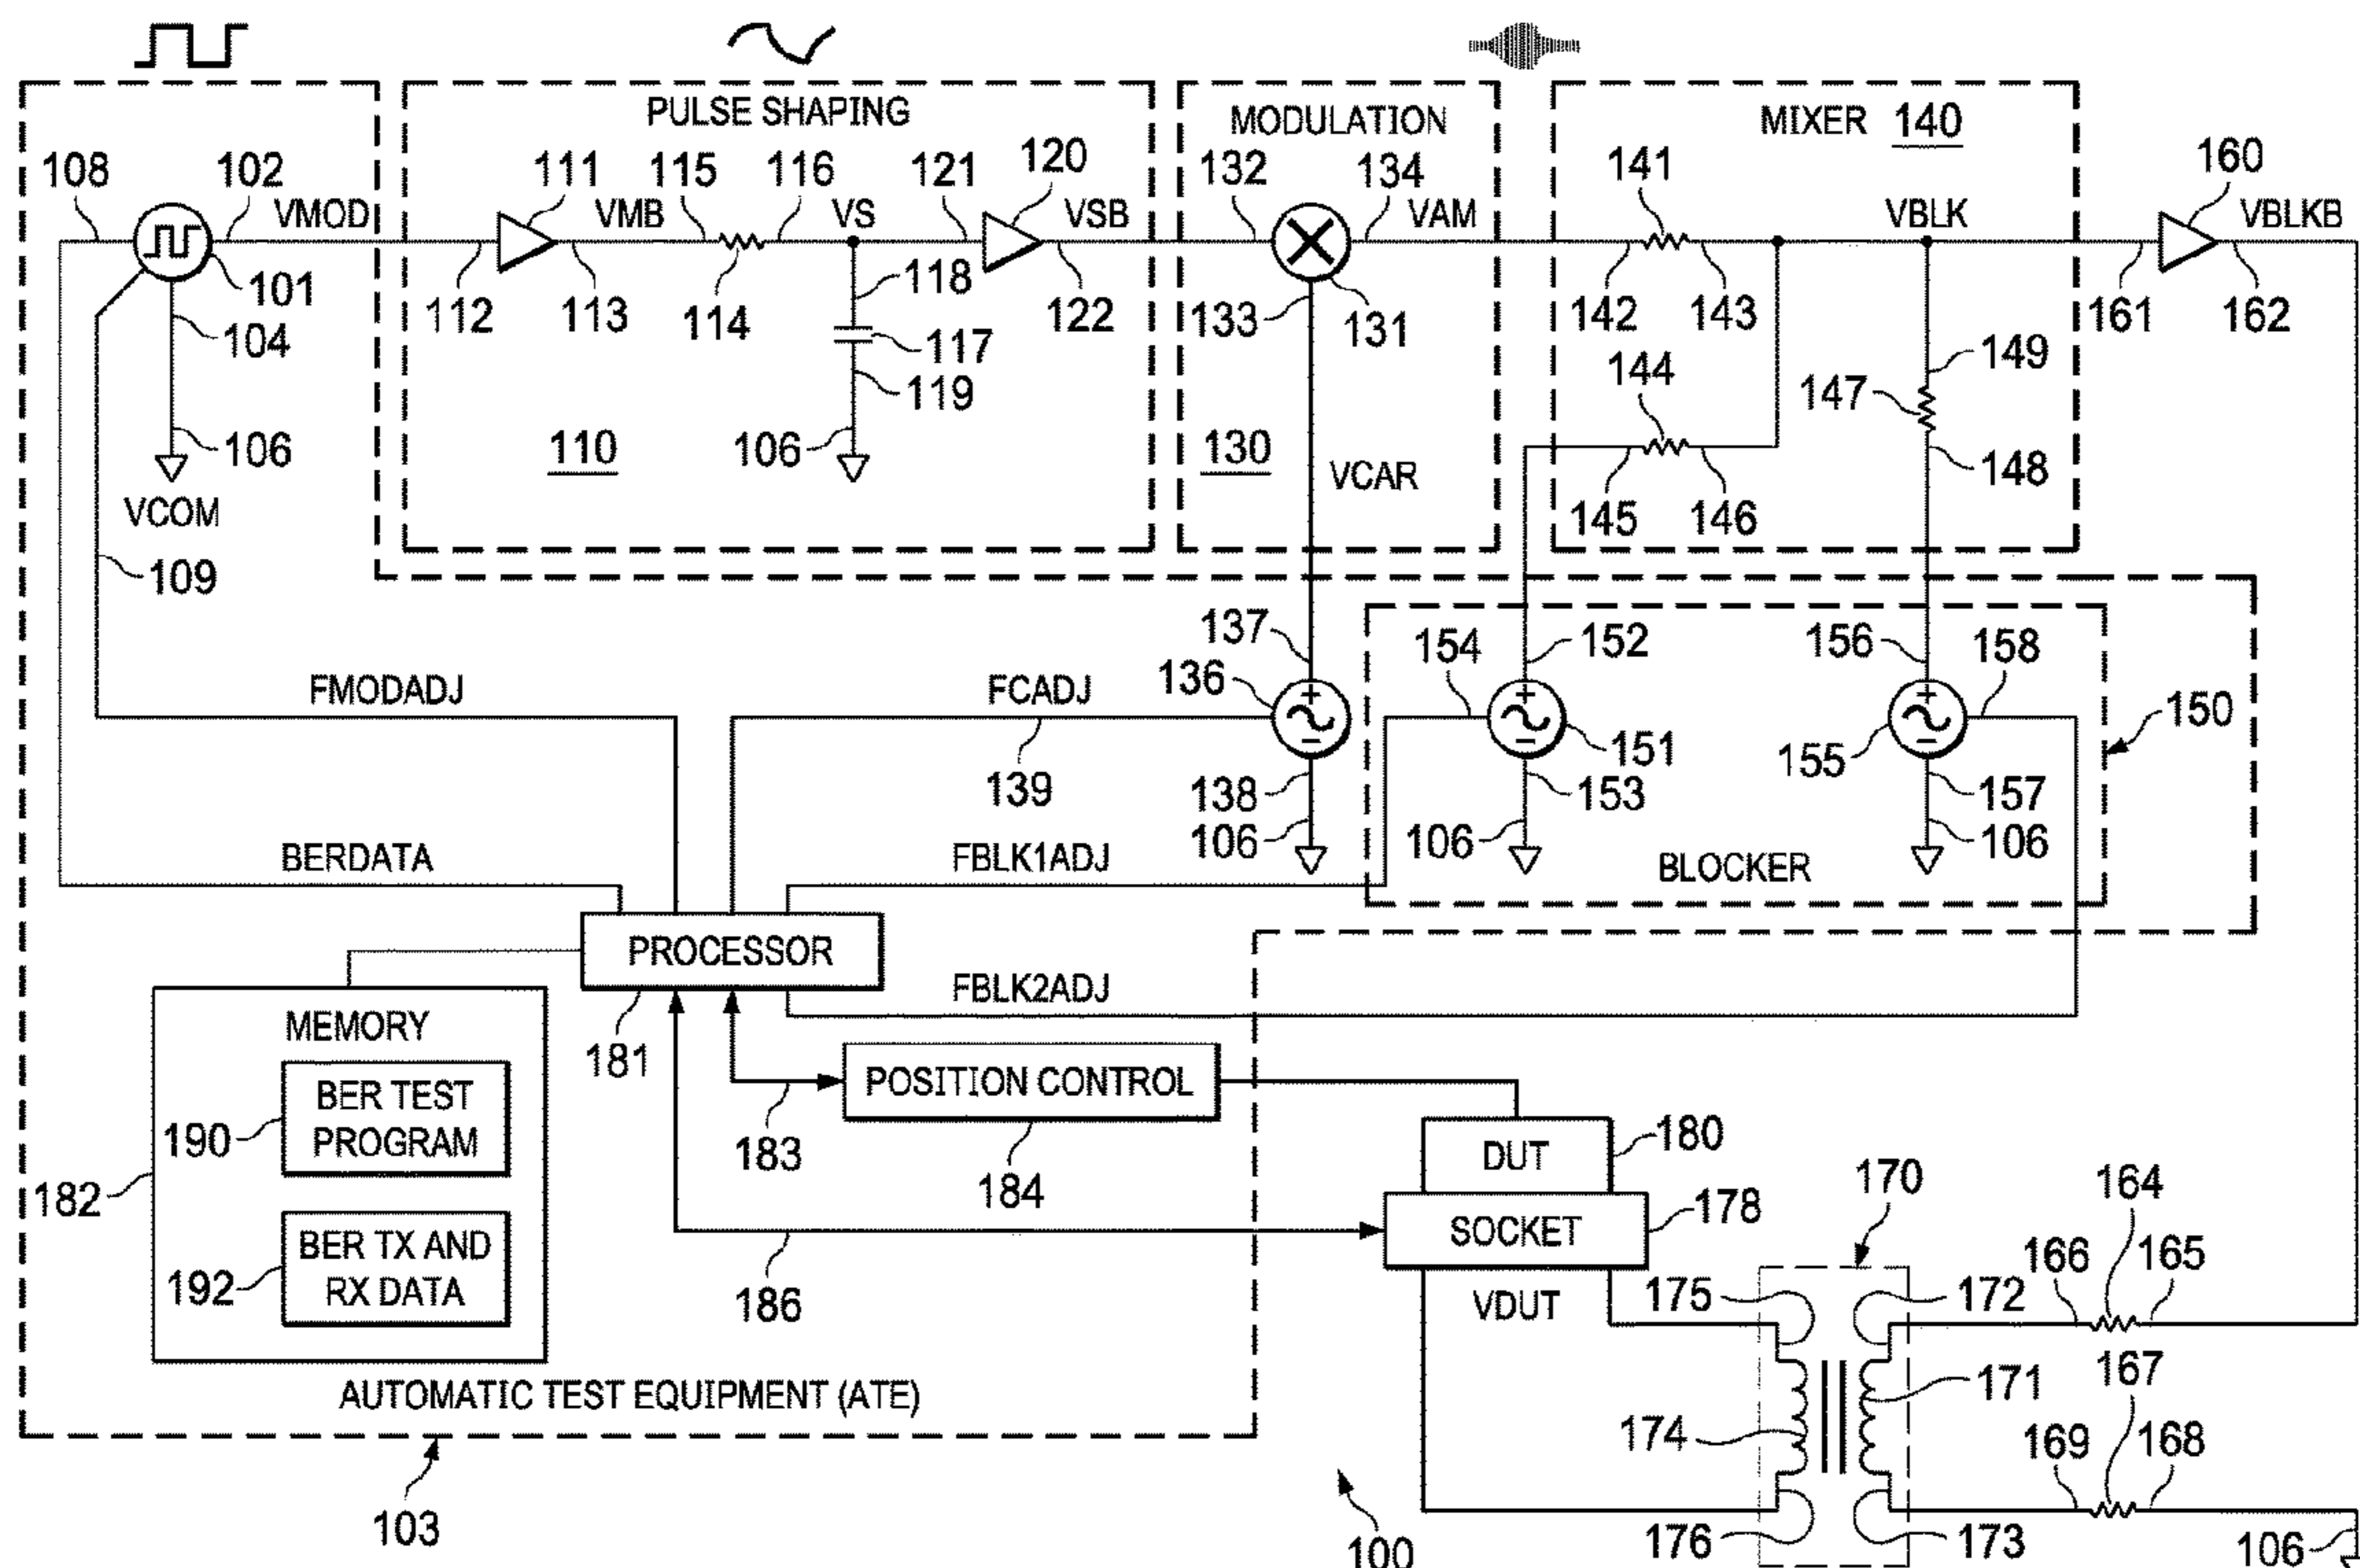 PULSE SHAPING
MODULATION
MIXER 140
108
102
VMOD
111
VMB
115
116
VS
121
120
VSB
132
134
VAM
141
VBLK
160
VBLKB
101
104
112
113
114
118
117
119
122
133
131
142
143
144
149
147
161
162
106
VCOM
110
106
130
VCAR
145
146
148
109
137
152
156
154
158
FMODADJ
FCADJ
136
150
139
138
151
153
155
157
106
106
106
BERDATA
FBLK1ADJ
BLOCKER
PROCESSOR
FBLK2ADJ
MEMORY
181
BER TEST
PROGRAM
190
POSITION CONTROL
183
184
DUT
180
182
BER TX AND
RX DATA
192
186
SOCKET
178
170
164
166
165
VDUT
175
172
167
171
174
169
168
AUTOMATIC TEST EQUIPMENT (ATE)
103
100
176
173
106